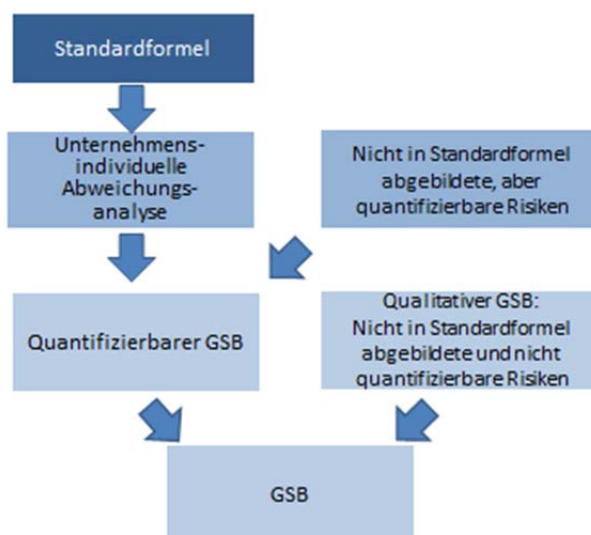 Standardformel
Unternehmens-
individuelle
Abweichungs-
analyse
Nicht in Standardformel
abgebildete, aber
quantifizierbare Risiken
Quantifizierbarer GSB
Qualitativer GSB:
Nicht in Standardformel
abgebildete und nicht
quantifizierbare Risiken
GSB